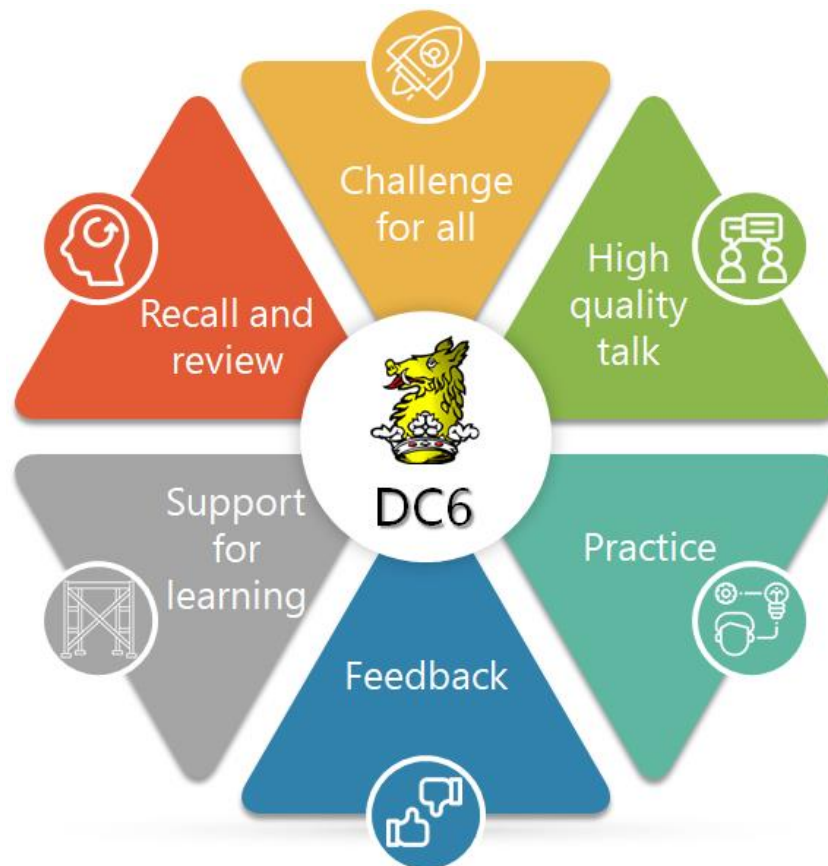 Challenge
for all
High
quality
talk
Practice
Feedback
Support
for
learning
Recall and
review
DC6